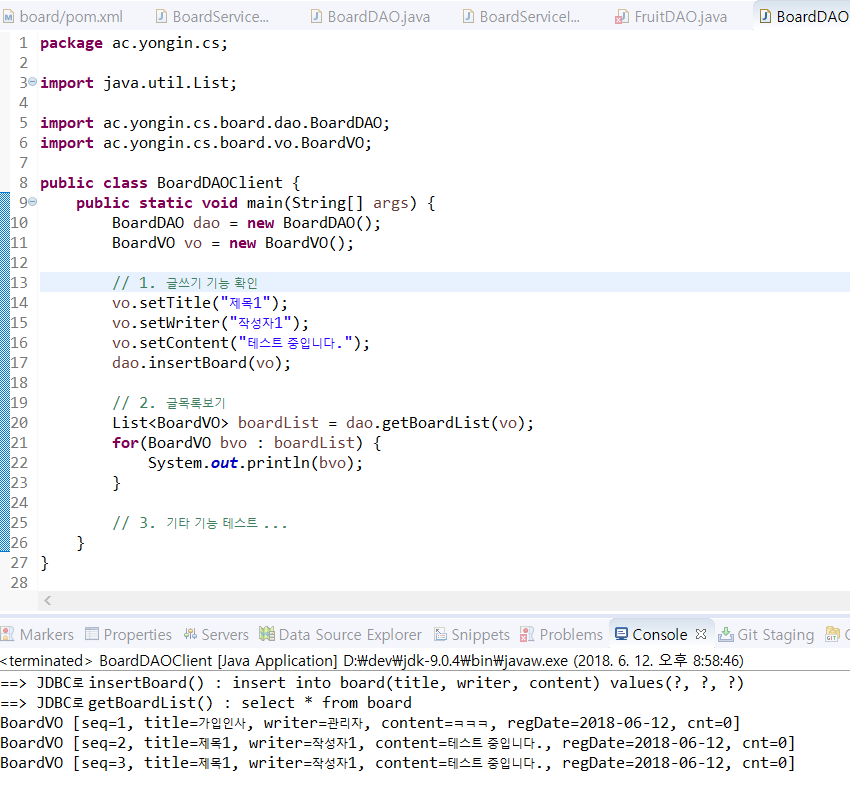 board/pom.xml BoardService... BoardDAO.java BoardServiceI... FruitDAO.java BoardDAO
1 package ac.yongin.cs;
2
3 import java.util.List;
4
5 import ac.yongin.cs.board.dao.BoardDAO;
6 import ac.yongin.cs.board.vo.BoardVO;
7
8 public class BoardDAOClient {
9 public static void main(String[] args) {
10 BoardDAO dao = new BoardDAO();
11 BoardVO vo = new BoardVO();
12
13 // 1. 글쓰기 기능 확인
14 vo.setTitle("제목1");
15 vo.setWriter("작성자1");
16 vo.setContent("테스트 중입니다.");
17 dao.insertBoard(vo);
18
19 // 2. 글목록보기
20 List<BoardVO> boardList = dao.getBoardList(vo);
21 for(BoardVO bvo : boardList) {
22 System.out.println(bvo);
23 }
24
25 // 3. 기타 기능 테스트 ...
26 }
27 }
28
Markers Properties Servers Data Source Explorer Snippets Problems Console Git Staging
<terminated> BoardDAOClient [Java Application] D:₩dev₩jdk-9.0.4₩bin₩javaw.exe (2018. 6. 12. 오후 8:58:46)
==> JDBC로 insertBoard() : insert into board(title, writer, content) values(?, ?, ?)
==> JDBC로 getBoardList() : select * from board
BoardVO [seq=1, title=가입인사, writer=관리자, content=ㅋㅋㅋ, regDate=2018-06-12, cnt=0]
BoardVO [seq=2, title=제목1, writer=작성자1, content=테스트 중입니다., regDate=2018-06-12, cnt=0]
BoardVO [seq=3, title=제목1, writer=작성자1, content=테스트 중입니다., regDate=2018-06-12, cnt=0]